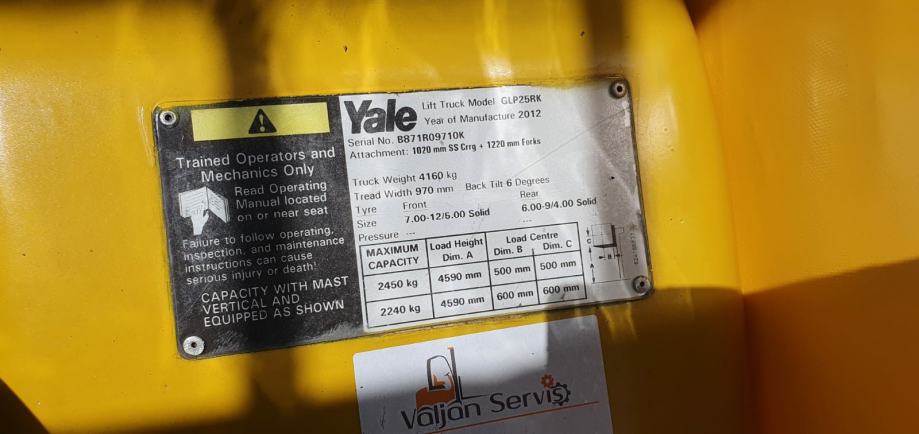 Trained Operators and
Mechanics Only
Read Operating
Manual located
on or near seat
Failure to follow operating,
inspection, and maintenance
instructions can cause
serious injury or death!
CAPACITY WITH MAST
VERTICAL AND
EQUIPPED AS SHOWN
Yale Lift Truck Model GLP25RK
Year of Manufacture 2012
Serial No. B871R09710K
Attachment: 1020 mm SS Crrg + 1220 mm Forks
Truck Weight 4160 kg
Tread Width 970 mm Back Tilt 6 Degrees
Tyre Front Rear
Size 7.00-12/5.00 Solid 6.00-9/4.00 Solid
Pressure --- ---
MAXIMUM CAPACITY Load Height Dim. A Load Centre Dim. B Dim. C
2450 kg 4590 mm 500 mm 500 mm
2240 kg 4590 mm 600 mm 600 mm
C
B
A
Valjan Servis